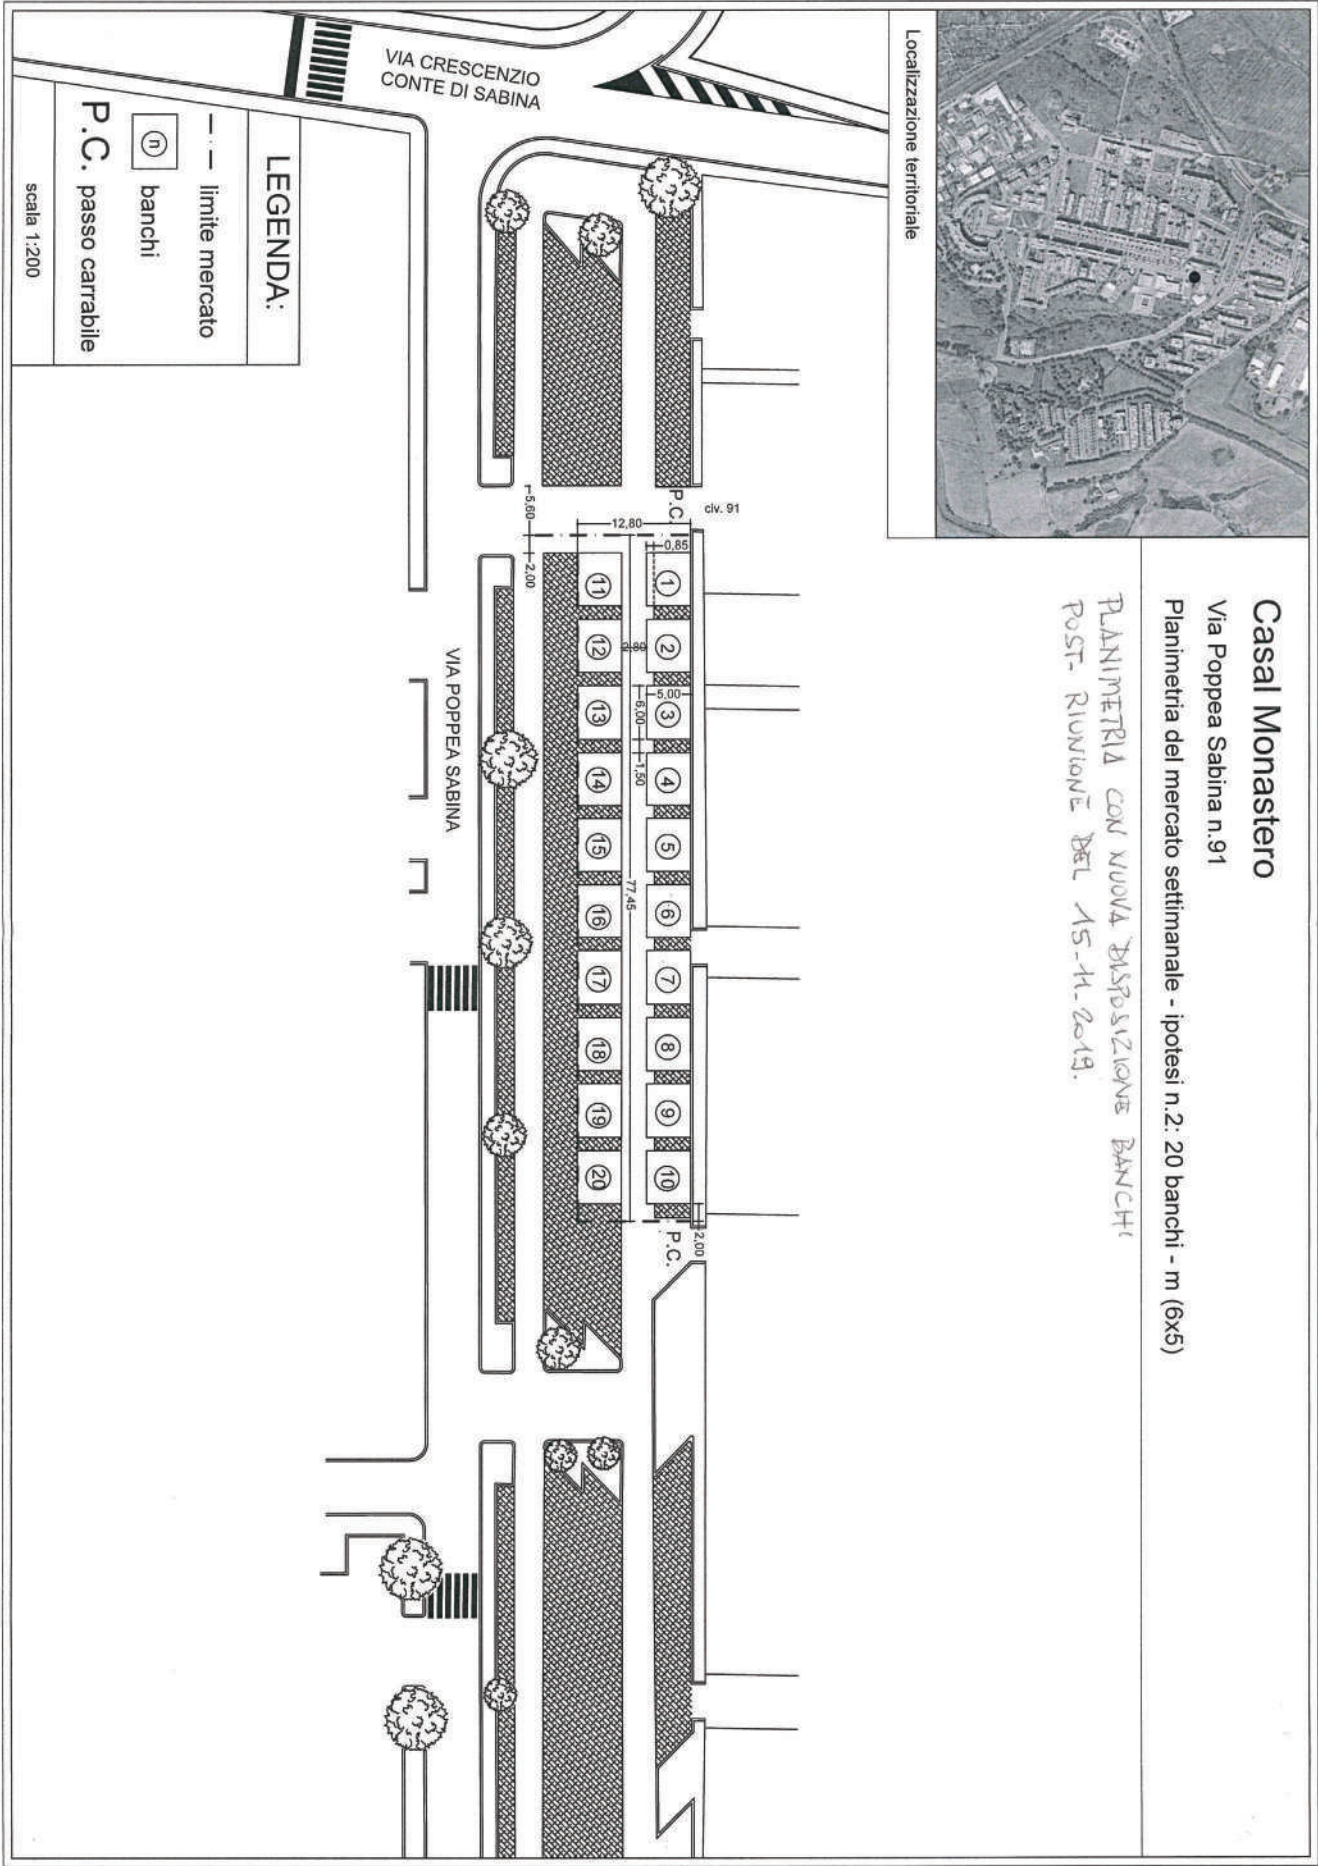 Casal Monastero
Via Poppea Sabina n.91
Planimetria del mercato settimanale - ipotesi n.2: 20 banchi - m (6x5)
PLANIMETRIA CON NUOVA DISPOSIZIONE BANCHI
POST- RIUNIONE DEL 15-11-2019.
Localizzazione territoriale
VIA CRESCENZIO
CONTE DI SABINA
civ. 91
P.C.
12,80
0,85
5,60
2,00
1
2
3
4
5
6
7
8
9
10
5,00
6,00
1,50
2,80
77,45
2,00
P.C.
11
12
13
14
15
16
17
18
19
20
VIA POPPEA SABINA
LEGENDA:
limite mercato
n banchi
P.C. passo carrabile
scala 1:200